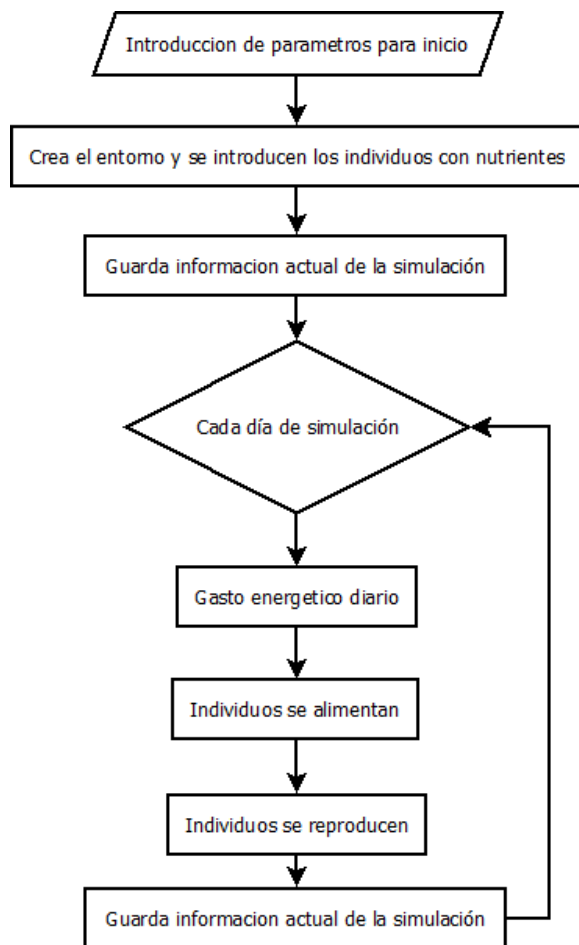 Introduccion de parametros para inicio
Crea el entorno y se introducen los individuos con nutrientes
Guarda informacion actual de la simulación
Cada día de simulación
Gasto energetico diario
Individuos se alimentan
Individuos se reproducen
Guarda informacion actual de la simulación